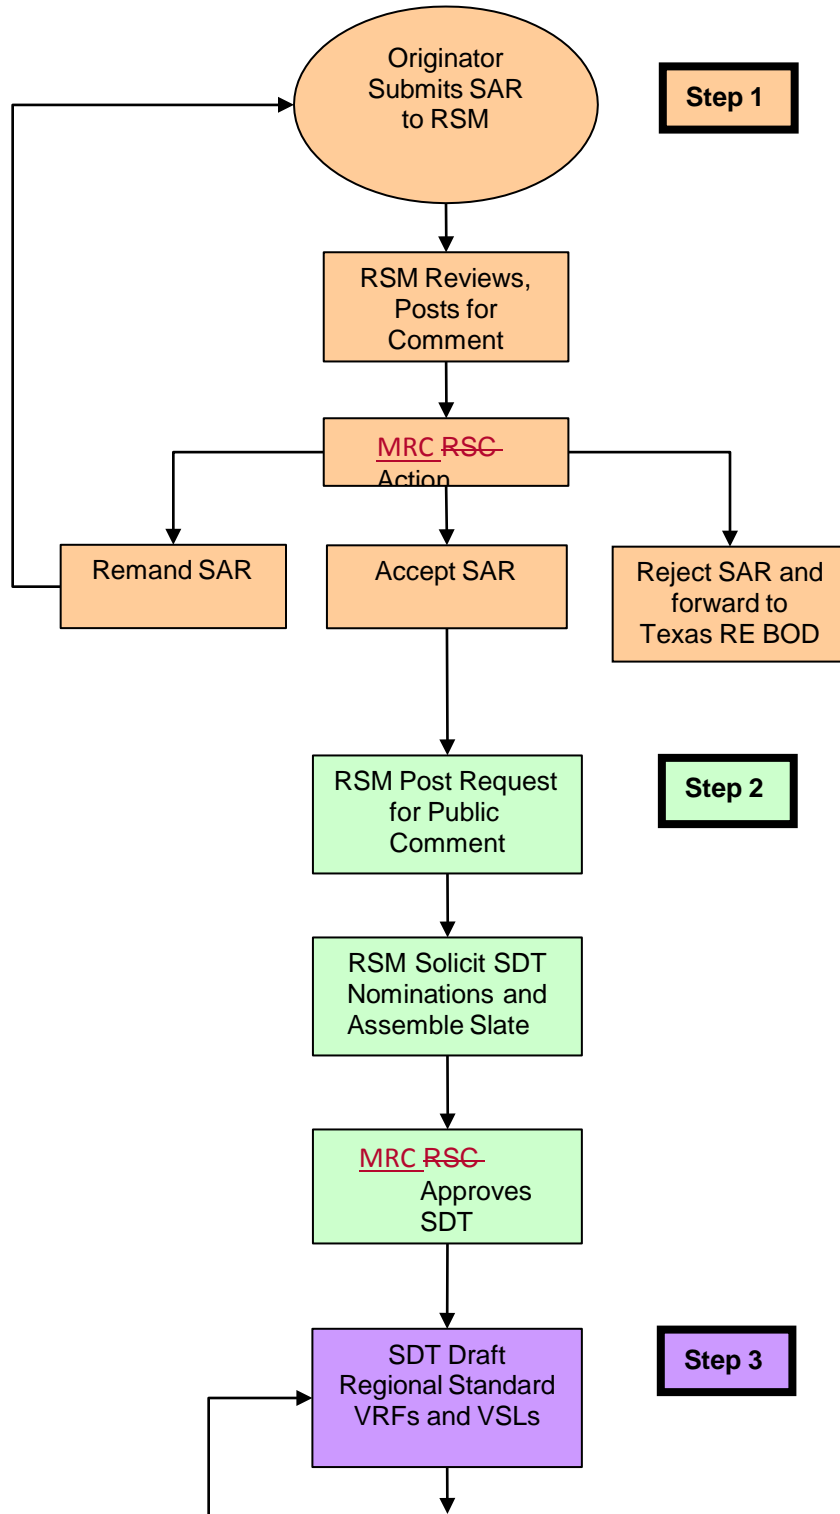 Originator
Submits SAR
to RSM
Step 1
RSM Reviews,
Posts for
Comment
MRC RSC
Action
Remand SAR
Accept SAR
Reject SAR and
forward to
Texas RE BOD
RSM Post Request
for Public
Comment
Step 2
RSM Solicit SDT
Nominations and
Assemble Slate
MRC RSC
Approves
SDT
SDT Draft
Regional Standard
VRFs and VSLs
Step 3